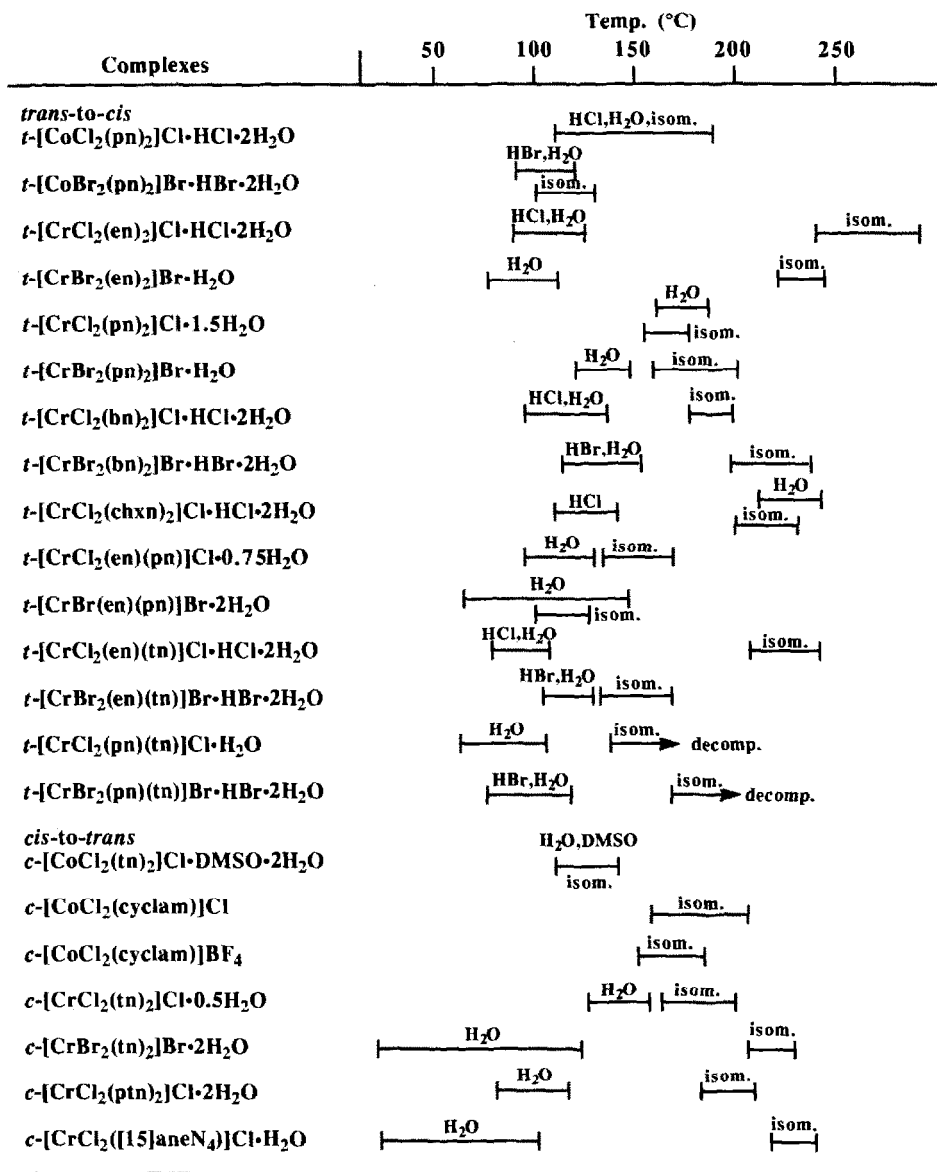 Temp. (°C)
50 100 150 200 250
Complexes
trans-to-cis
HCl,H₂O,isom.
t-[CoCl₂(pn)₂]Cl•HCl•2H₂O
HBr,H₂O
t-[CoBr₂(pn)₂]Br•HBr•2H₂O isom.
t-[CrCl₂(en)₂]Cl•HCl•2H₂O HCl,H₂O isom.
t-[CrBr₂(en)₂]Br•H₂O H₂O isom.
H₂O
t-[CrCl₂(pn)₂]Cl•1.5H₂O isom.
t-[CrBr₂(pn)₂]Br•H₂O H₂O isom.
t-[CrCl₂(bn)₂]Cl•HCl•2H₂O HCl,H₂O isom.
t-[CrBr₂(bn)₂]Br•HBr•2H₂O HBr,H₂O isom.
H₂O
t-[CrCl₂(chxn)₂]Cl•HCl•2H₂O HCl isom.
t-[CrCl₂(en)(pn)]Cl•0.75H₂O H₂O isom.
H₂O
t-[CrBr(en)(pn)]Br•2H₂O isom.
t-[CrCl₂(en)(tn)]Cl•HCl•2H₂O HCl,H₂O isom.
t-[CrBr₂(en)(tn)]Br•HBr•2H₂O HBr,H₂O isom.
t-[CrCl₂(pn)(tn)]Cl•H₂O H₂O isom. decomp.
t-[CrBr₂(pn)(tn)]Br•HBr•2H₂O HBr,H₂O isom. decomp.
cis-to-trans
H₂O,DMSO
c-[CoCl₂(tn)₂]Cl•DMSO•2H₂O
isom.
c-[CoCl₂(cyclam)]Cl isom.
c-[CoCl₂(cyclam)]BF₄ isom.
c-[CrCl₂(tn)₂]Cl•0.5H₂O H₂O isom.
c-[CrBr₂(tn)₂]Br•2H₂O H₂O isom.
c-[CrCl₂(ptn)₂]Cl•2H₂O H₂O isom.
c-[CrCl₂([15]aneN₄)]Cl•H₂O H₂O isom.